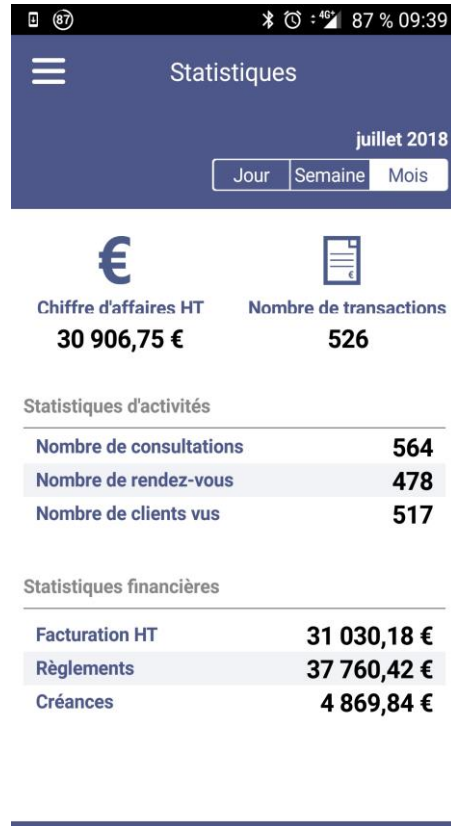 87 4G+ 87 % 09:39
Statistiques
juillet 2018
Jour Semaine Mois
€ €
Chiffre d'affaires HT Nombre de transactions
30 906,75 € 526
Statistiques d'activités
Nombre de consultations 564
Nombre de rendez-vous 478
Nombre de clients vus 517
Statistiques financières
Facturation HT 31 030,18 €
Règlements 37 760,42 €
Créances 4 869,84 €